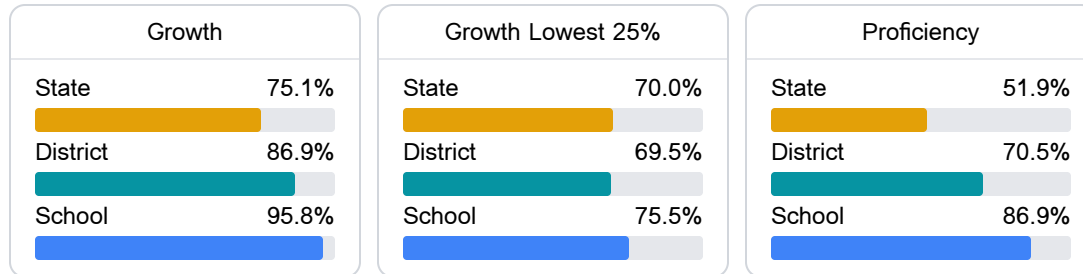 Growth
State 75.1%
District 86.9%
School 95.8%
Growth Lowest 25%
State 70.0%
District 69.5%
School 75.5%
Proficiency
State 51.9%
District 70.5%
School 86.9%